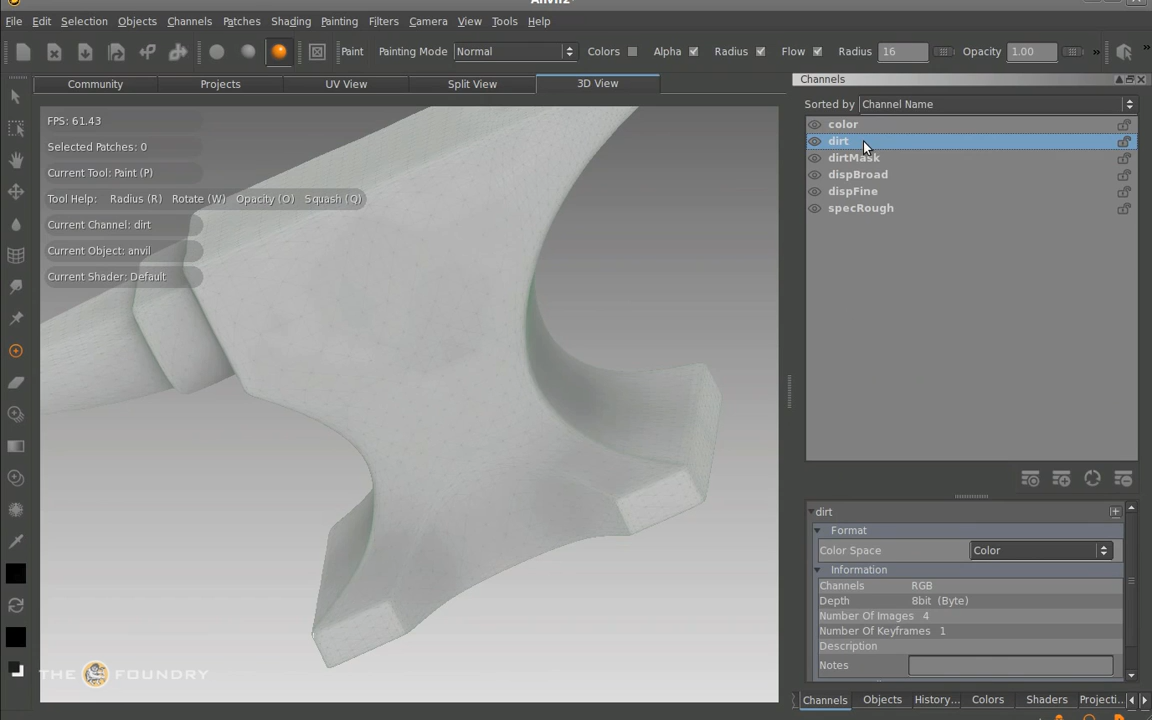 Anvil2*
File Edit Selection Objects Channels Patches Shading Painting Filters Camera View Tools Help
Paint Painting Mode Normal Colors Alpha Radius Flow Radius 16 Opacity 1.00 »
Community Projects UV View Split View 3D View
Channels
Sorted by Channel Name
color
dirt
dirtMask
dispBroad
dispFine
specRough
FPS: 61.43
Selected Patches: 0
Current Tool: Paint (P)
Tool Help: Radius (R) Rotate (W) Opacity (O) Squash (Q)
Current Channel: dirt
Current Object: anvil
Current Shader: Default
THE FOUNDRY
dirt
Format
Color Space Color
Information
Channels RGB
Depth 8bit (Byte)
Number Of Images 4
Number Of Keyframes 1
Description
Notes
Channels Objects History... Colors Shaders Projecti...